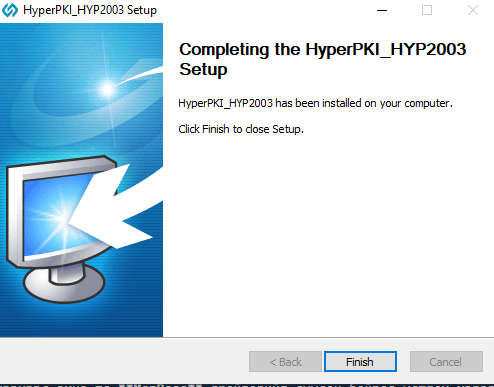 HyperPKI_HYP2003 Setup
Completing the HyperPKI_HYP2003
Setup
HyperPKI_HYP2003 has been installed on your computer.
Click Finish to close Setup.
< Back
Finish
Cancel